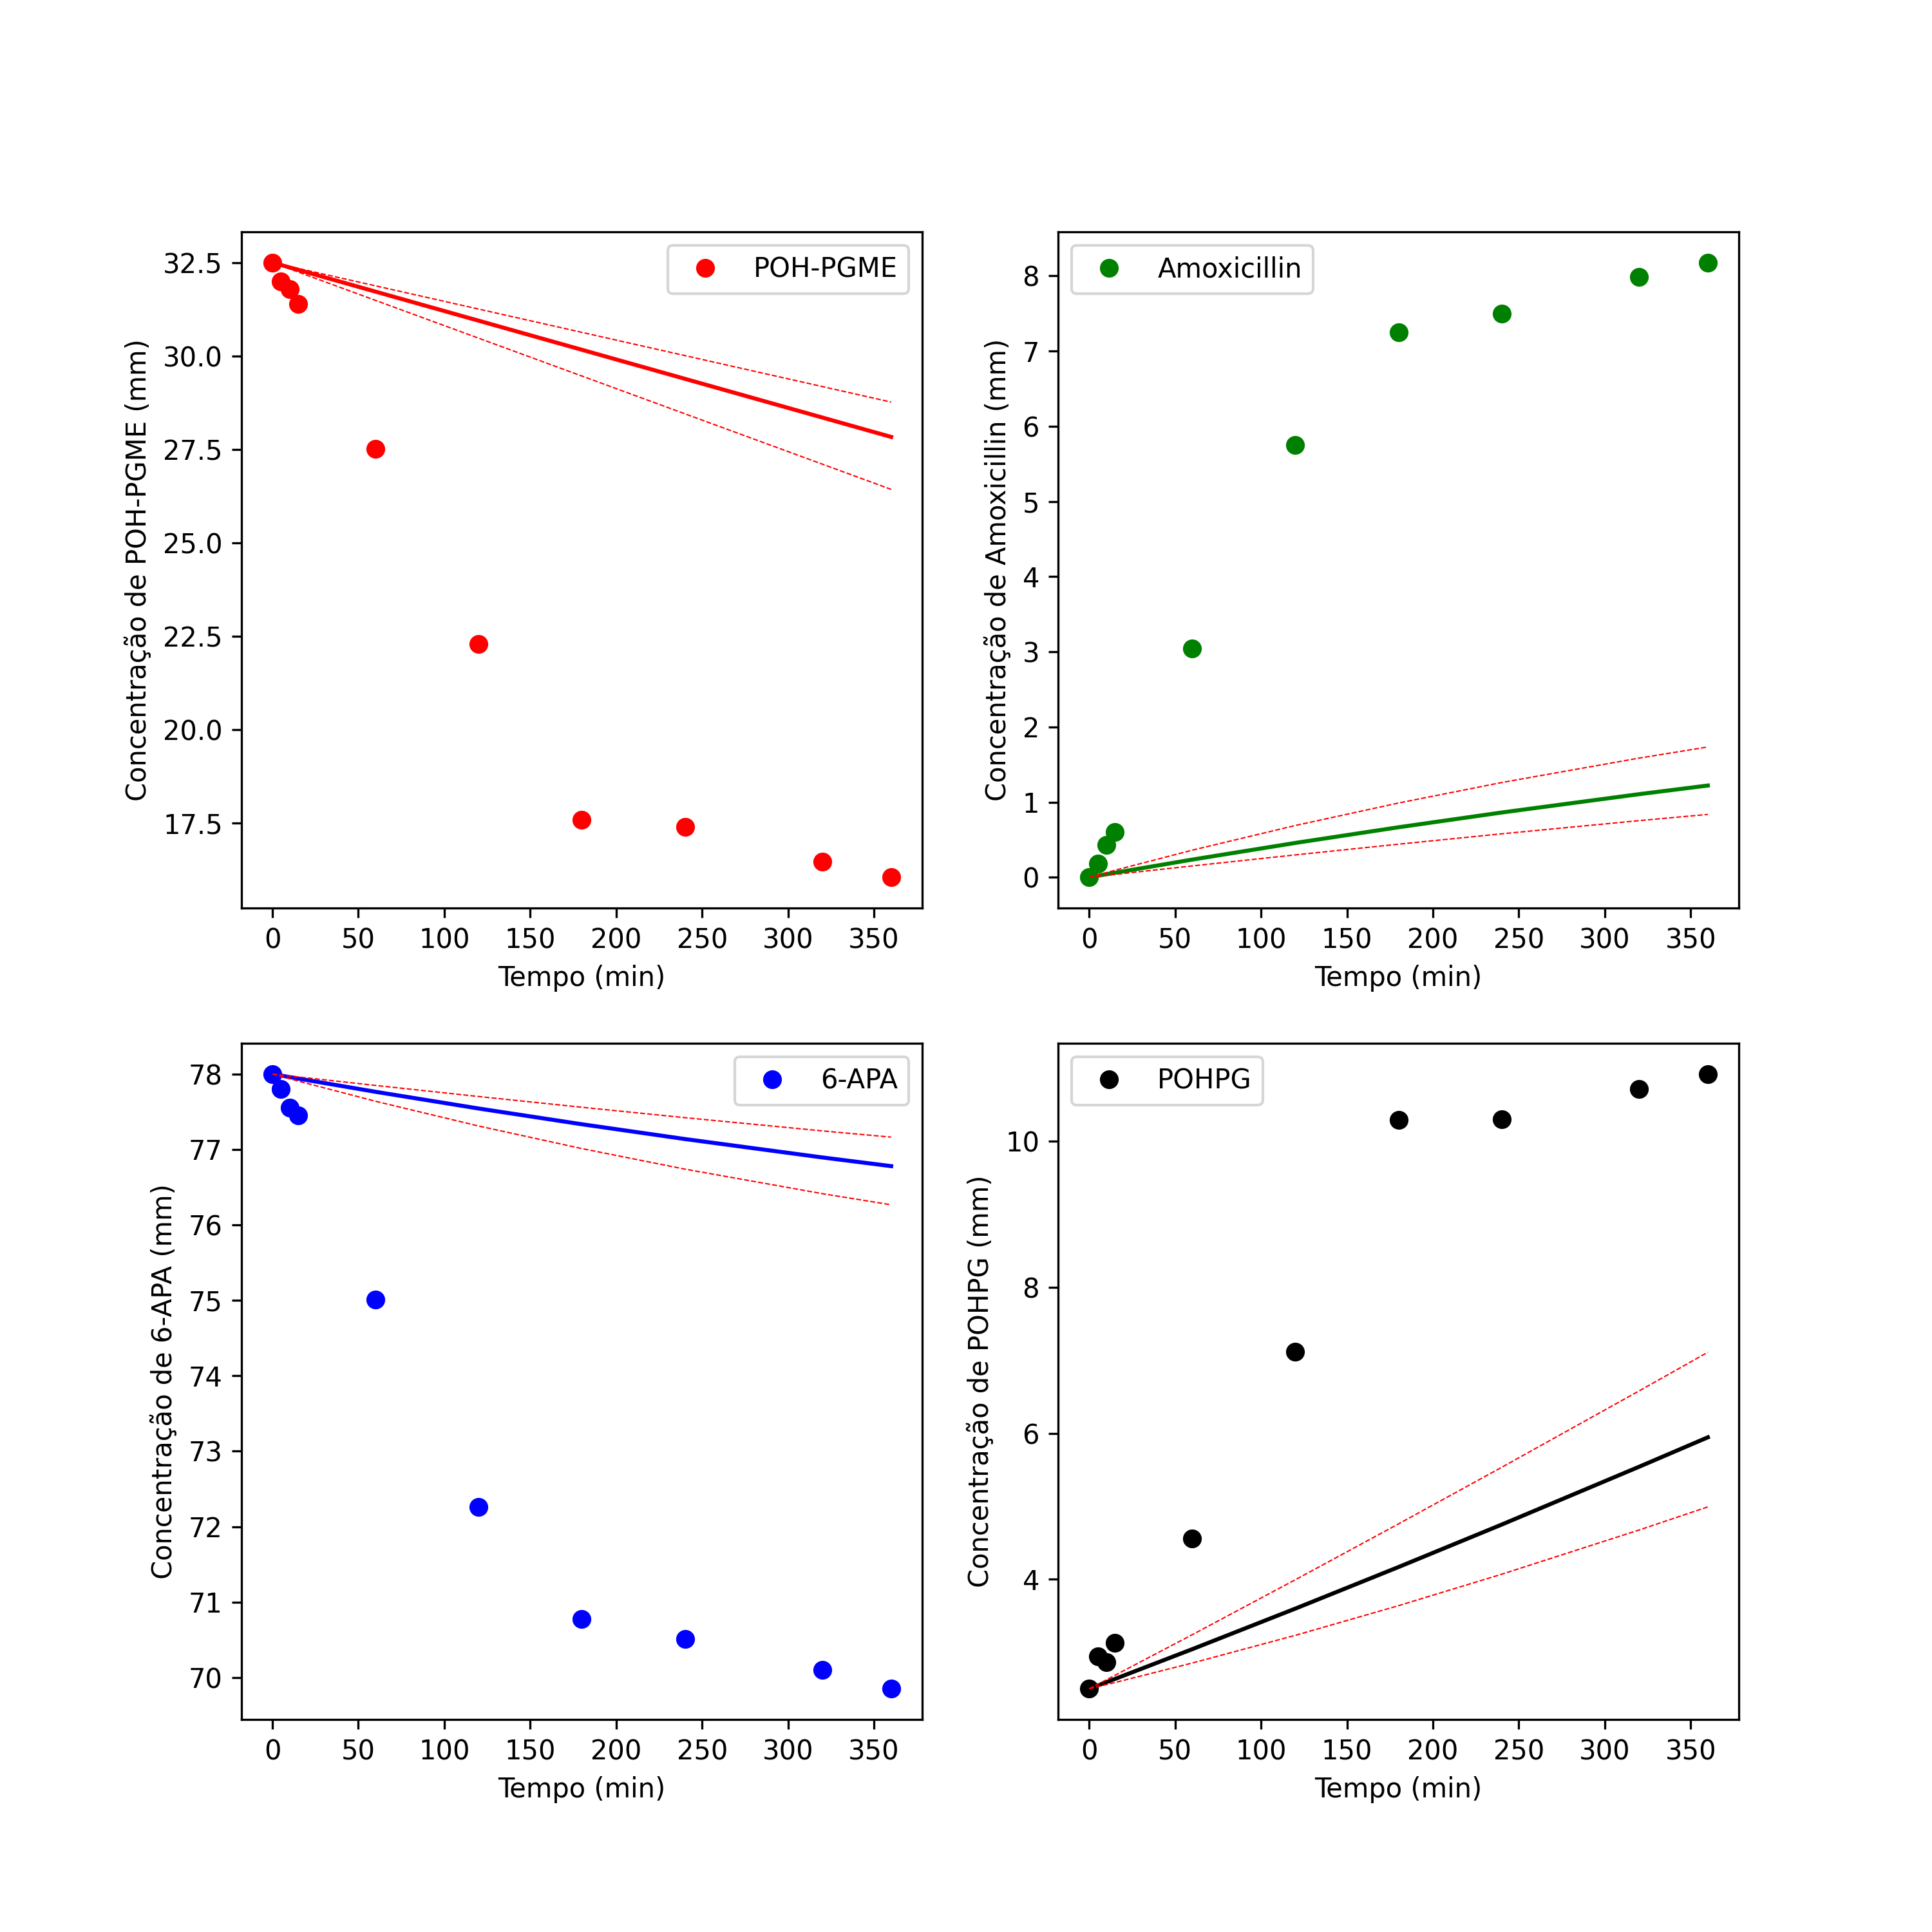 POH-PGME
Concentração de POH-PGME (mm)
32.5
30.0
27.5
25.0
22.5
20.0
17.5
0 50 100 150 200 250 300 350
Tempo (min)
Amoxicillin
Concentração de Amoxicillin (mm)
8
7
6
5
4
3
2
1
0
0 50 100 150 200 250 300 350
Tempo (min)
6-APA
Concentração de 6-APA (mm)
78
77
76
75
74
73
72
71
70
0 50 100 150 200 250 300 350
Tempo (min)
POHPG
Concentração de POHPG (mm)
10
8
6
4
0 50 100 150 200 250 300 350
Tempo (min)